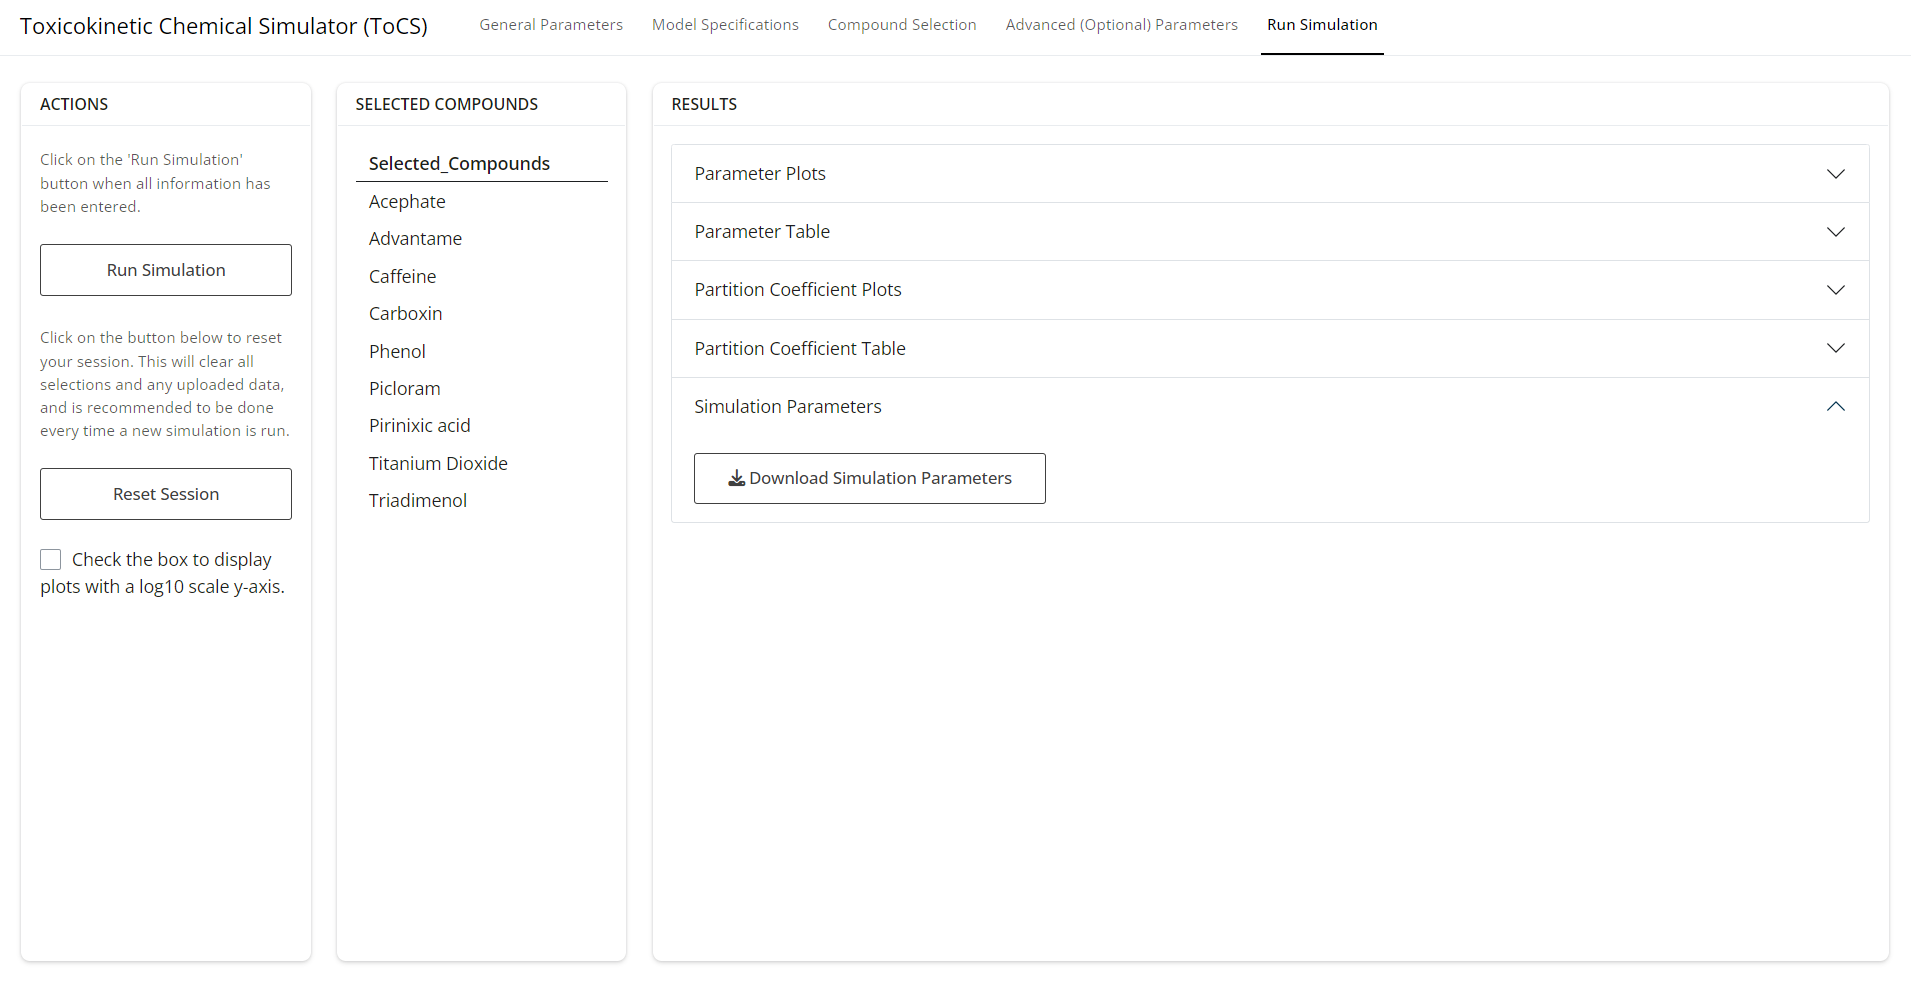 Toxicokinetic Chemical Simulator (ToCS)
General Parameters
Model Specifications
Compound Selection
Advanced (Optional) Parameters
Run Simulation
ACTIONS
Click on the 'Run Simulation'
button when all information has
been entered.
Run Simulation
Click on the button below to reset
your session. This will clear all
selections and any uploaded data,
and is recommended to be done
every time a new simulation is run.
Reset Session
Check the box to display
plots with a log10 scale y-axis.
SELECTED COMPOUNDS
Selected_Compounds
Acephate
Advantame
Caffeine
Carboxin
Phenol
Picloram
Pirinixic acid
Titanium Dioxide
Triadimenol
RESULTS
Parameter Plots
Parameter Table
Partition Coefficient Plots
Partition Coefficient Table
Simulation Parameters
Download Simulation Parameters